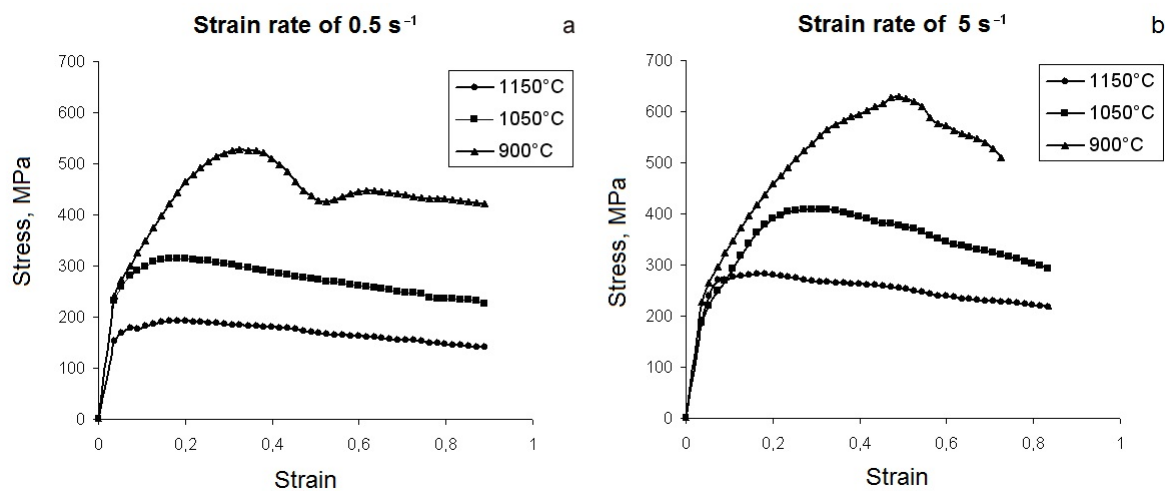 Strain rate of 0.5 s⁻¹
a
700
600
500
400
300
200
100
0
Stress, MPa
0
0,2
0,4
0,6
0,8
1
Strain
1150°C
1050°C
900°C
Strain rate of 5 s⁻¹
b
700
600
500
400
300
200
100
0
Stress, MPa
0
0,2
0,4
0,6
0,8
1
Strain
1150°C
1050°C
900°C